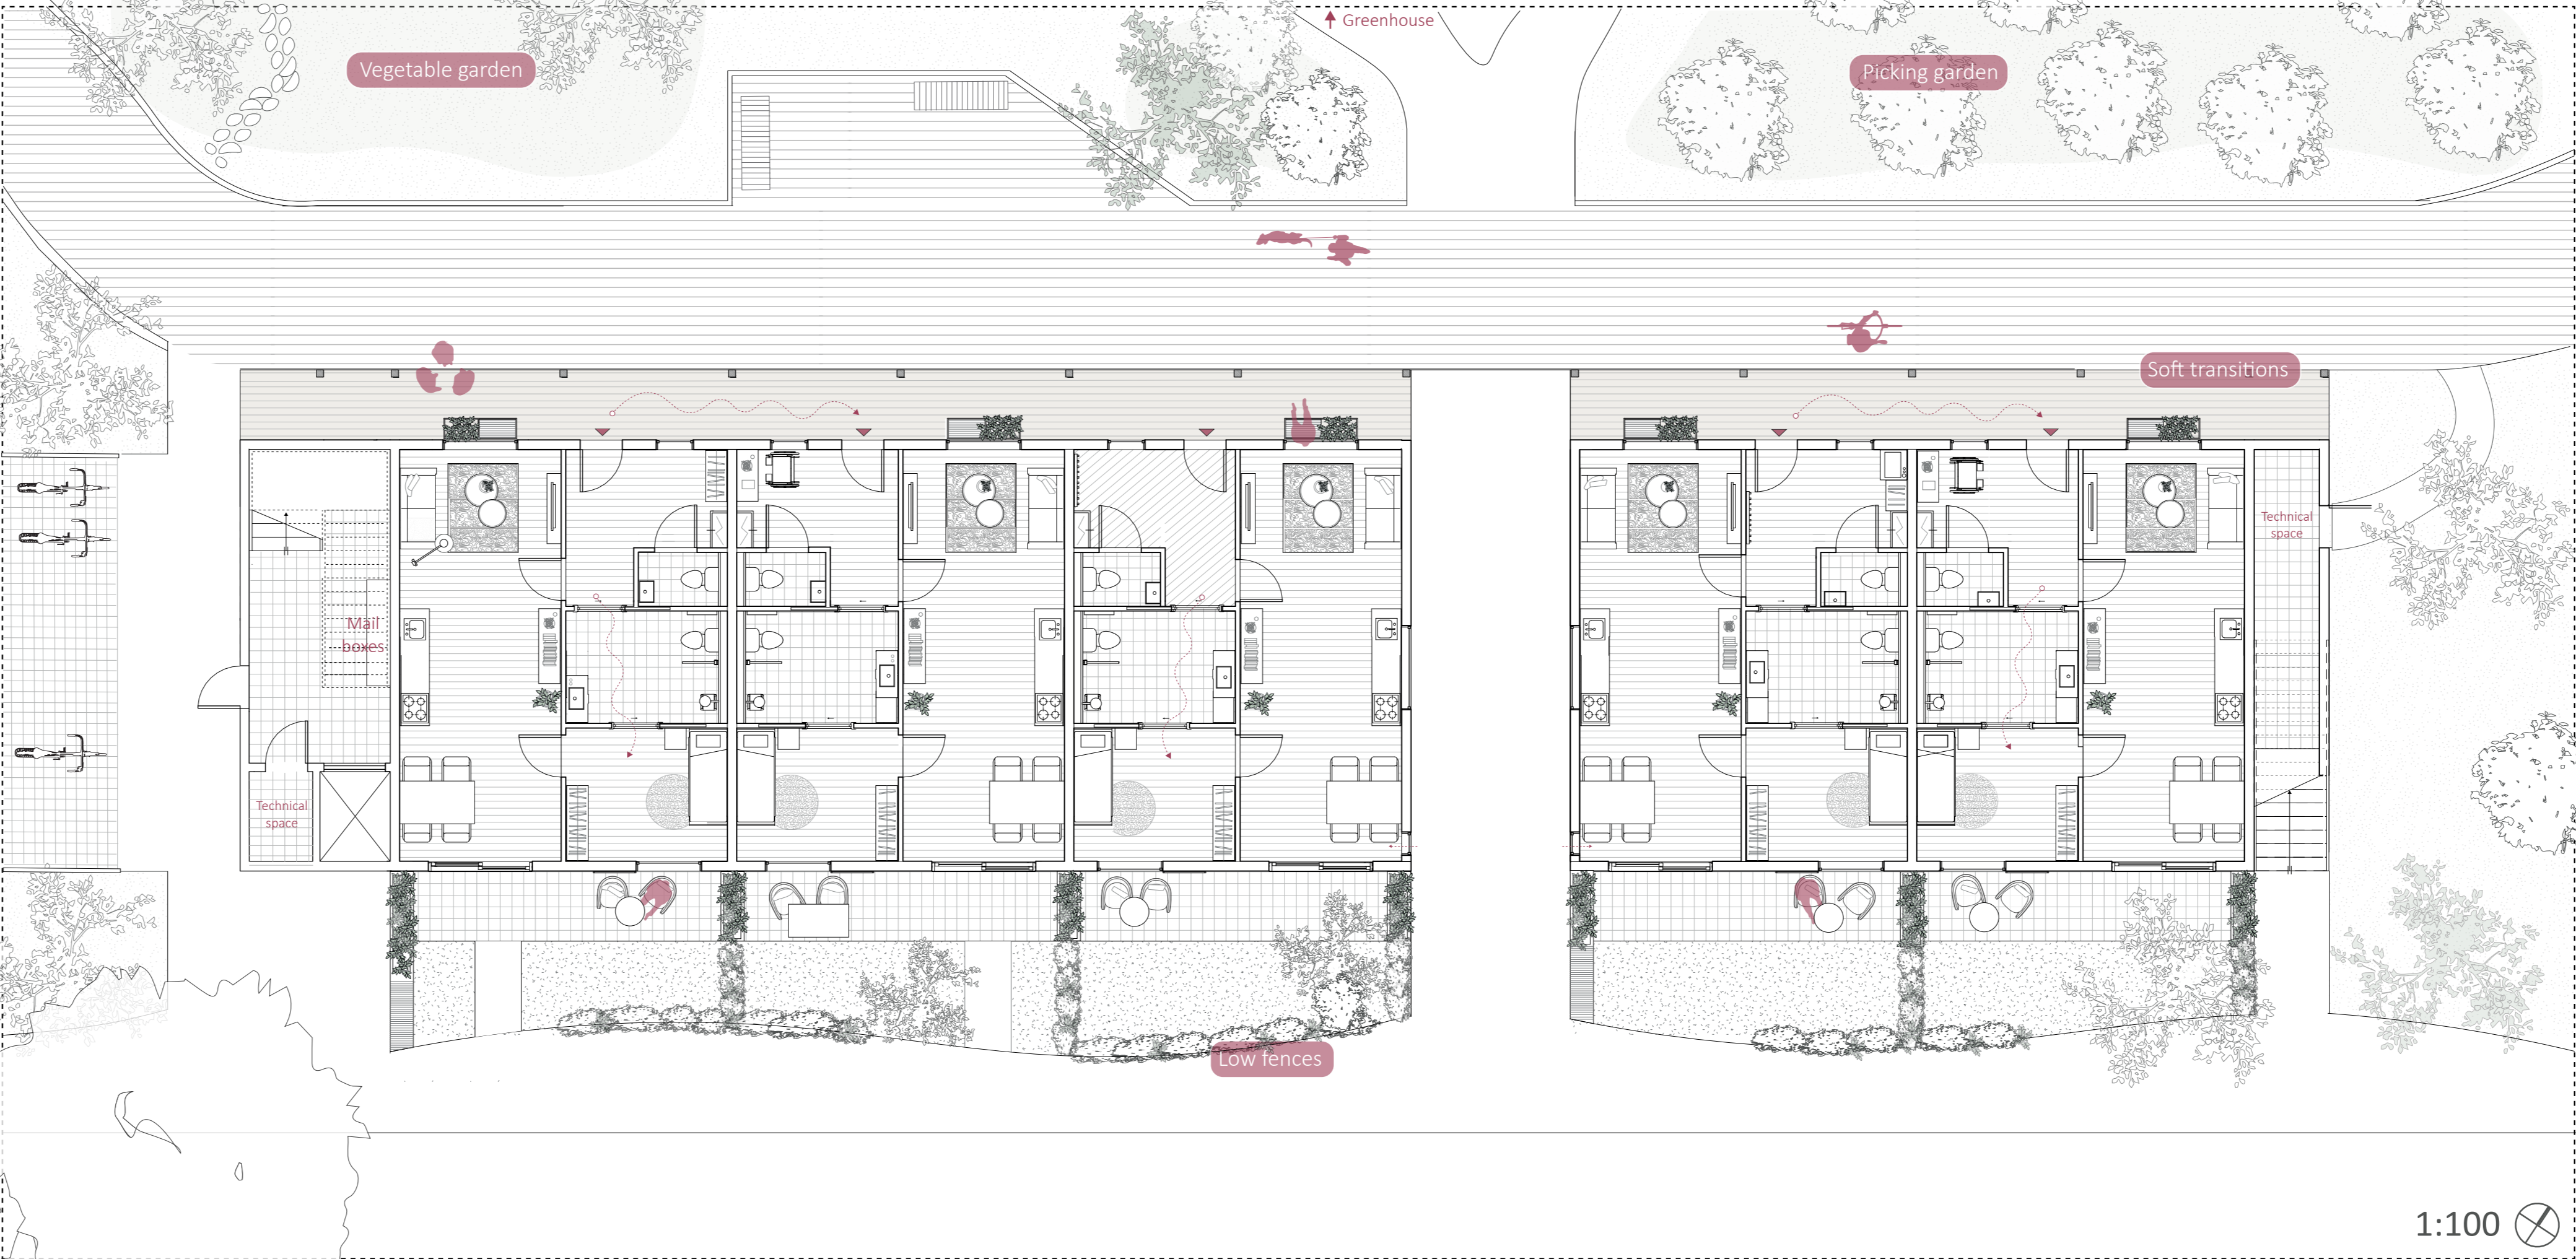 Greenhouse
Vegetable garden
Picking garden
Soft transitions
Technical
space
Mail
boxes
Technical
space
Low fences
1:100